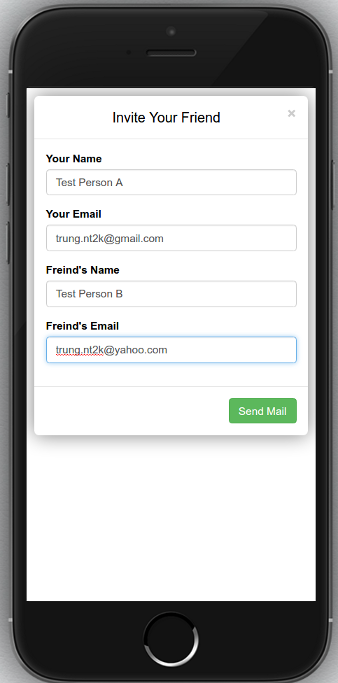 Invite Your Friend ×
Your Name
Test Person A
Your Email
trung.nt2k@gmail.com
Freind's Name
Test Person B
Freind's Email
trung.nt2k@yahoo.com
Send Mail